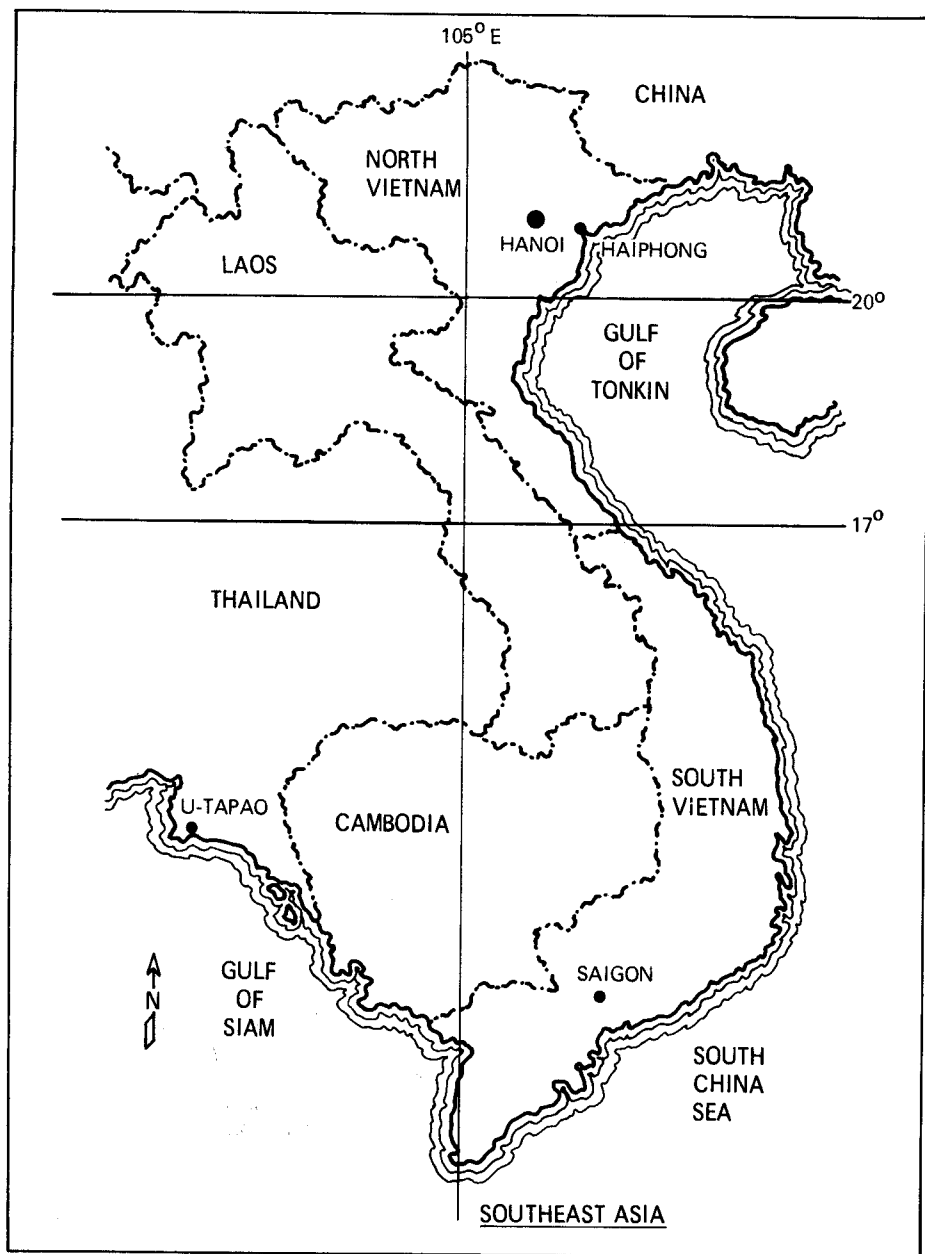 105° E
CHINA
NORTH
VIETNAM
HANOI
HAIPHONG
LAOS
20°
GULF
OF
TONKIN
17°
THAILAND
SOUTH
VIETNAM
U-TAPAO
CAMBODIA
SAIGON
GULF
OF
SIAM
N
SOUTH
CHINA
SEA
SOUTHEAST ASIA